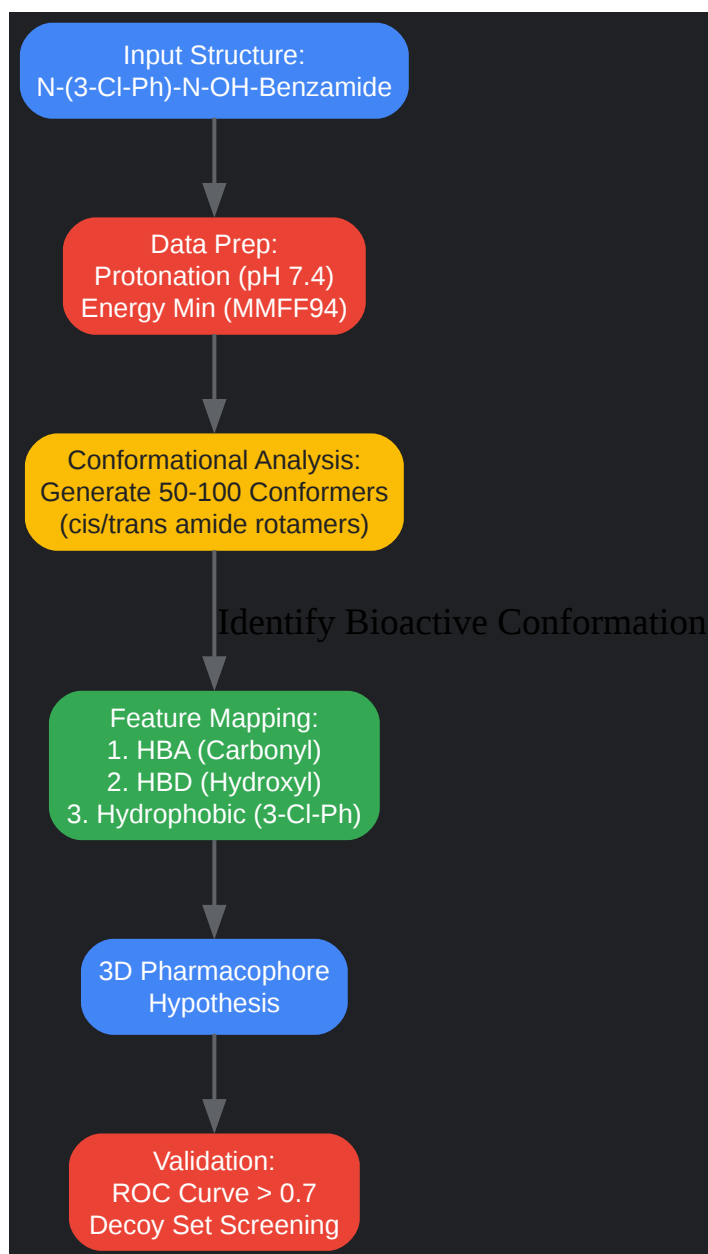 Input Structure:
N-(3-Cl-Ph)-N-OH-Benzamide
Data Prep:
Protonation (pH 7.4)
Energy Min (MMFF94)
Conformational Analysis:
Generate 50-100 Conformers
(cis/trans amide rotamers)
Identify Bioactive Conformation
Feature Mapping:
1. HBA (Carbonyl)
2. HBD (Hydroxyl)
3. Hydrophobic (3-Cl-Ph)
3D Pharmacophore
Hypothesis
Validation:
ROC Curve > 0.7
Decoy Set Screening